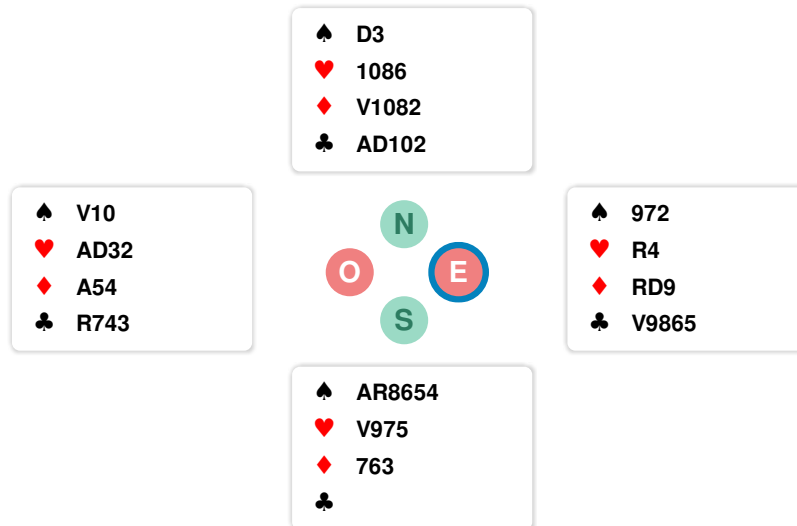 ♠ D3
♥ 1086
♦ V1082
♣ AD102
♠ V10
♥ AD32
♦ A54
♣ R743
N
O E
S
♠ 972
♥ R4
♦ RD9
♣ V9865
♠ AR8654
♥ V975
♦ 763
♣